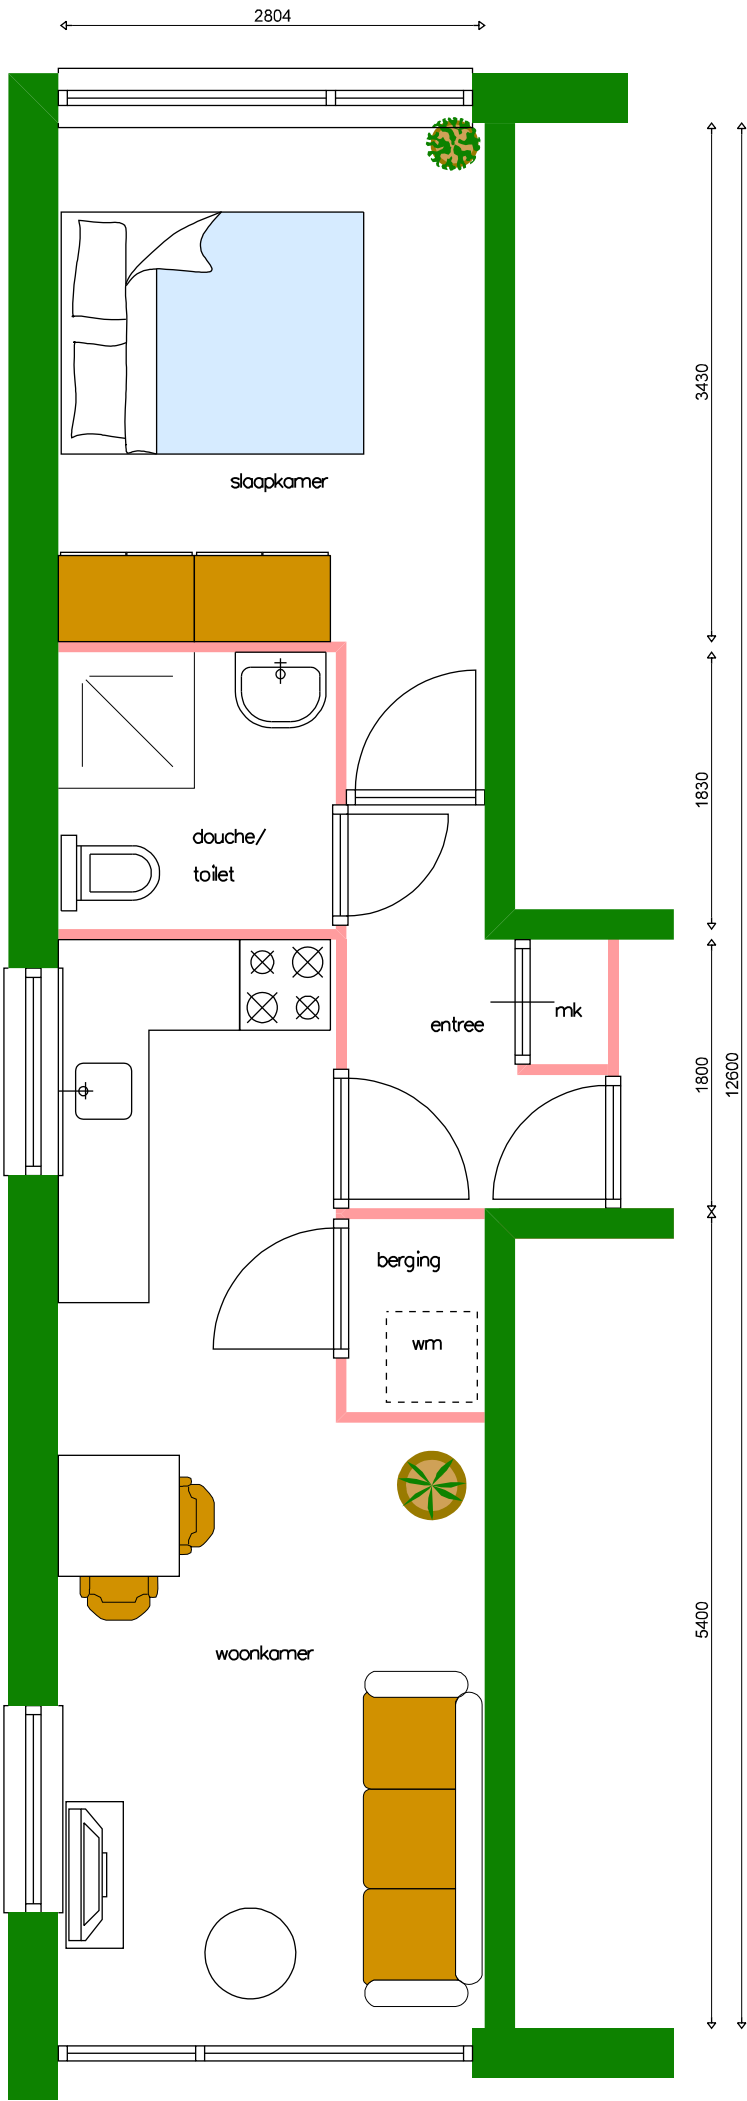 2804
3430
slaapkamer
1830
douche/
toilet
mk
entree
1800
12600
berging
wm
5400
woonkamer